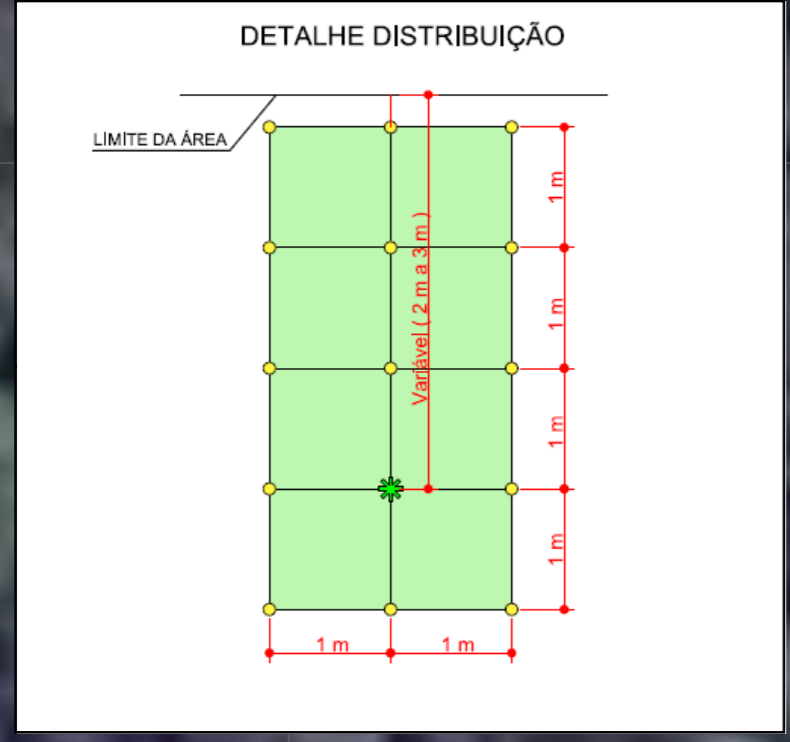 DETALHE DISTRIBUIÇÃO
LIMITE DA ÁREA
1 m
Variável ( 2 m a 3 m )
1 m
1 m
1 m
1 m
1 m